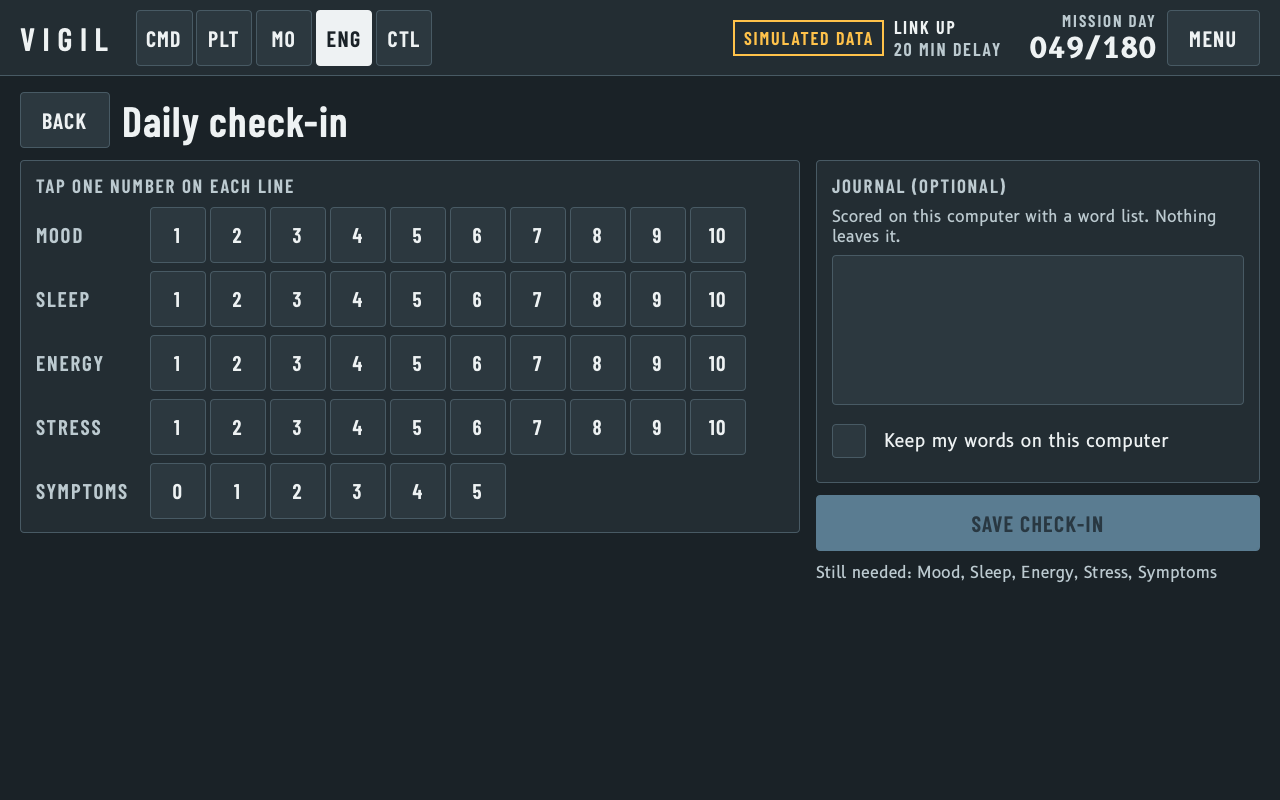 VIGIL CMD PLT MO ENG CTL SIMULATED DATA LINK UP MISSION DAY MENU
20 MIN DELAY 049/180
BACK Daily check-in
TAP ONE NUMBER ON EACH LINE
MOOD 1 2 3 4 5 6 7 8 9 10
SLEEP 1 2 3 4 5 6 7 8 9 10
ENERGY 1 2 3 4 5 6 7 8 9 10
STRESS 1 2 3 4 5 6 7 8 9 10
SYMPTOMS 0 1 2 3 4 5
JOURNAL (OPTIONAL)
Scored on this computer with a word list. Nothing
leaves it.
Keep my words on this computer
SAVE CHECK-IN
Still needed: Mood, Sleep, Energy, Stress, Symptoms